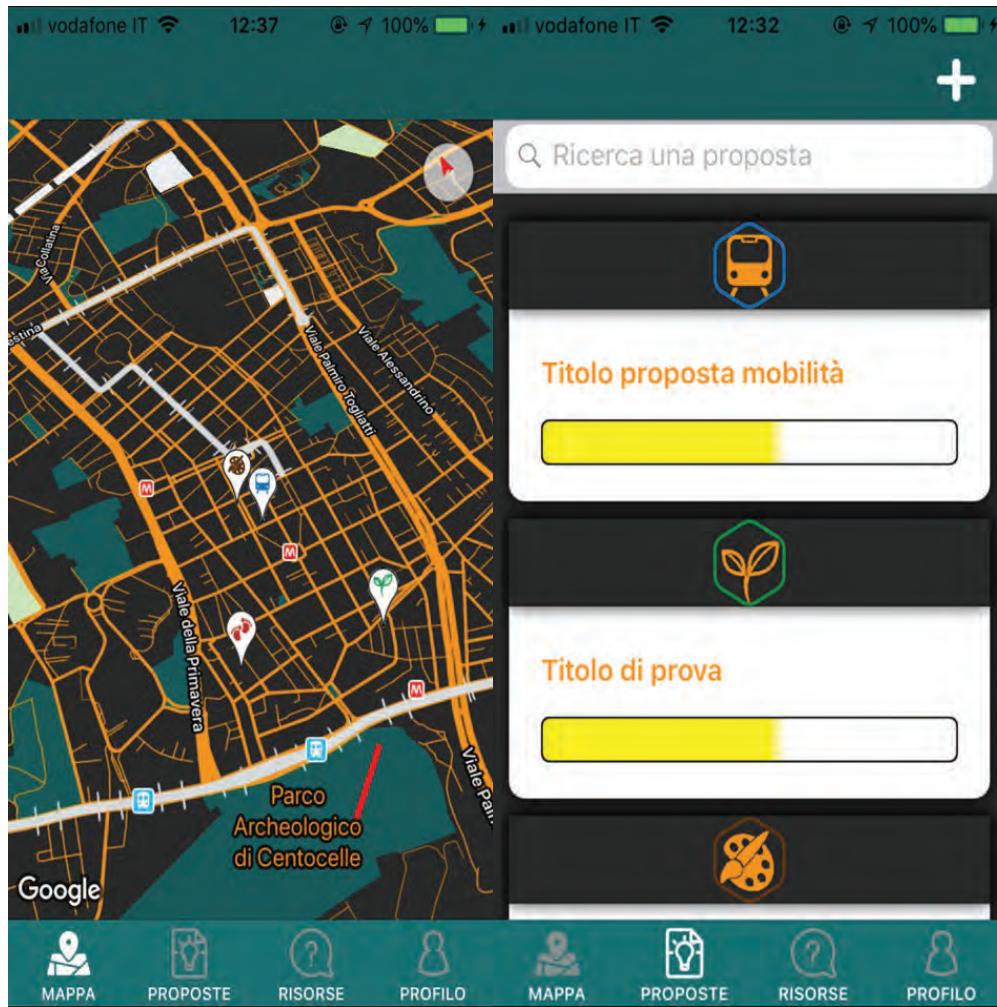 vodafone IT 12:37 100%
Via Collatina
estina
Viale Palmiro Togliatti
Viale Alessandrino
M
M
Viale della Primavera
M
Viale Pal
Parco
Archeologico
di Centocelle
Google
MAPPA PROPOSTE RISORSE PROFILO
vodafone IT 12:32 100%
+
Ricerca una proposta
Titolo proposta mobilità
Titolo di prova
MAPPA PROPOSTE RISORSE PROFILO